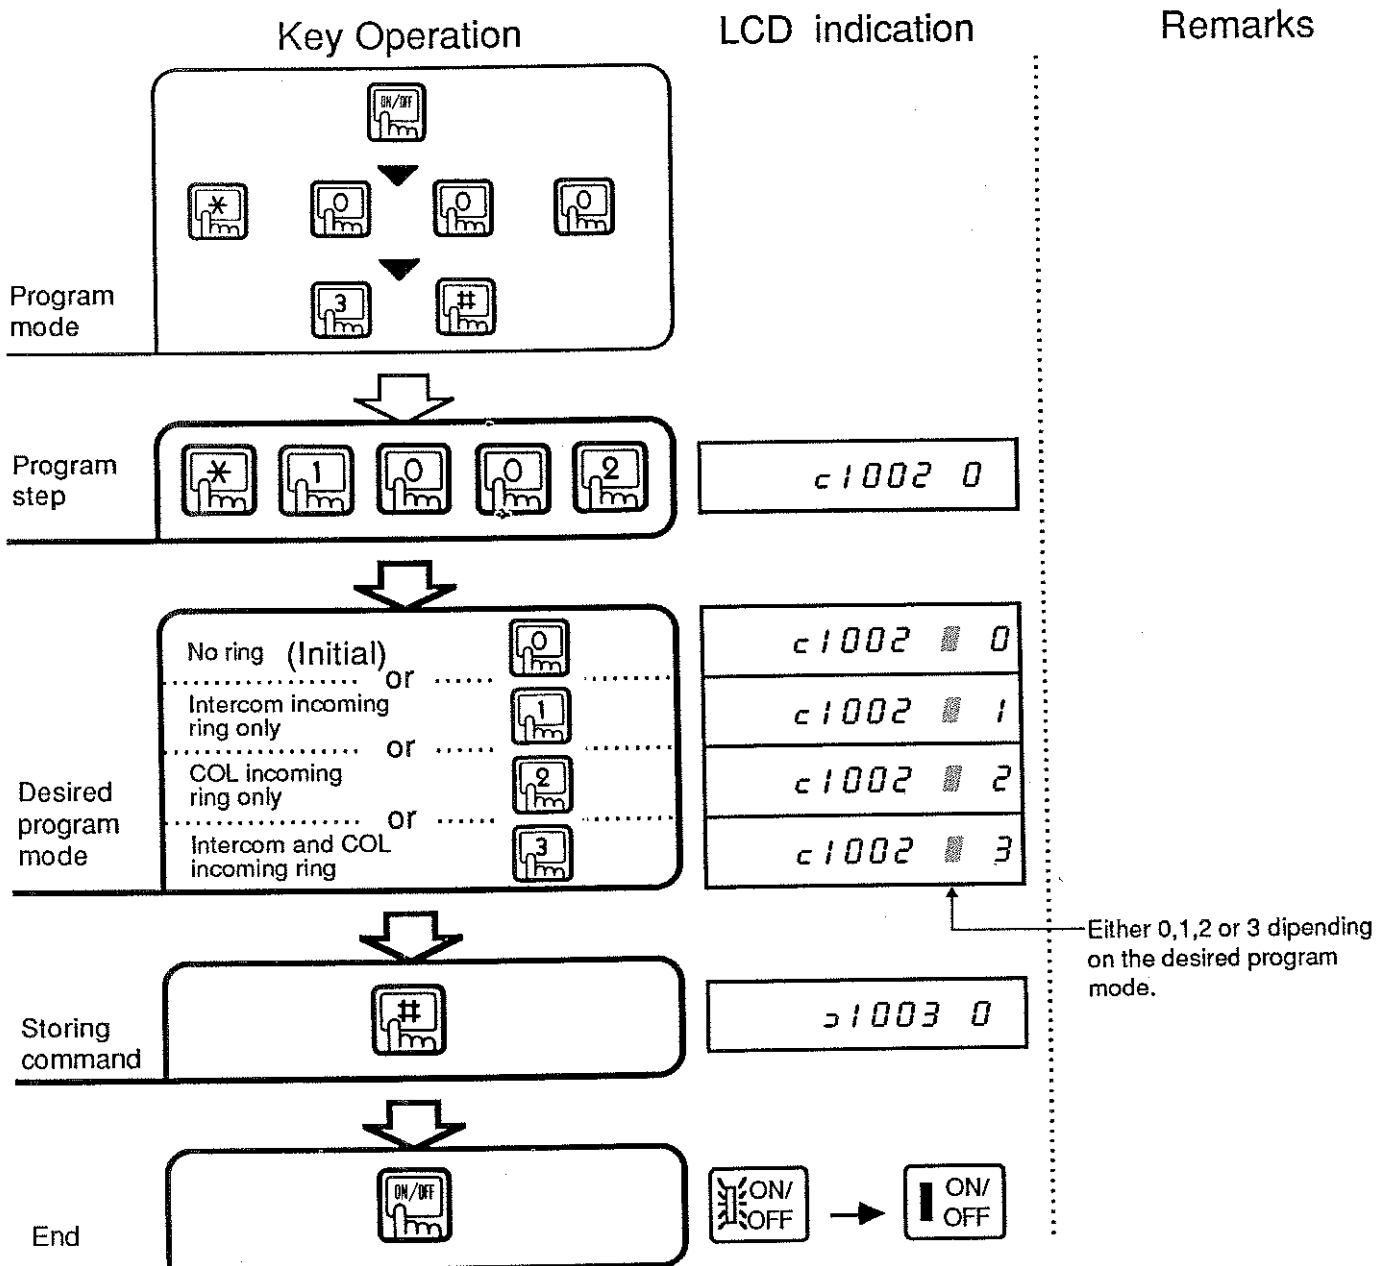 Key Operation LCD indication Remarks
ON/OFF
* 0 0 0
Program
mode
3 #
Program
step
* 1 0 0 2
c1002 0
No ring (Initial) 0
c1002 0
or
Intercom incoming
ring only
1
c1002 1
or
COL incoming
ring only
2
c1002 2
Desired
program
mode
or
Intercom and COL
incoming ring
3
c1002 3
Either 0,1,2 or 3 dipending
on the desired program
mode.
Storing
command
#
ɔ1003 0
End
ON/OFF
ON/
OFF
ON/
OFF